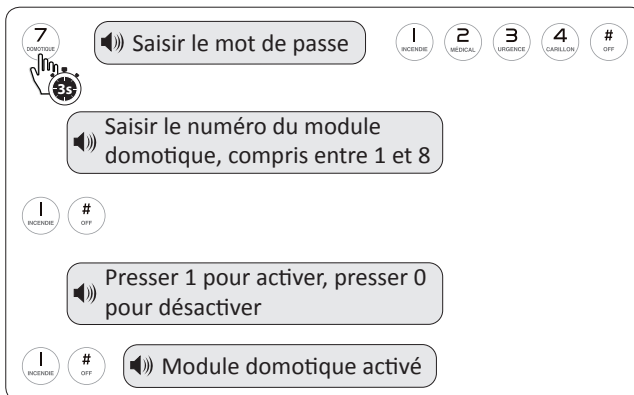 7 DOMOTIQUE Saisir le mot de passe 1 INCENDIE 2 MÉDICAL 3 URGENCE 4 CARILLON # OFF
3s
Saisir le numéro du module
domotique, compris entre 1 et 8
1 INCENDIE # OFF
Presser 1 pour activer, presser 0
pour désactiver
1 INCENDIE # OFF Module domotique activé